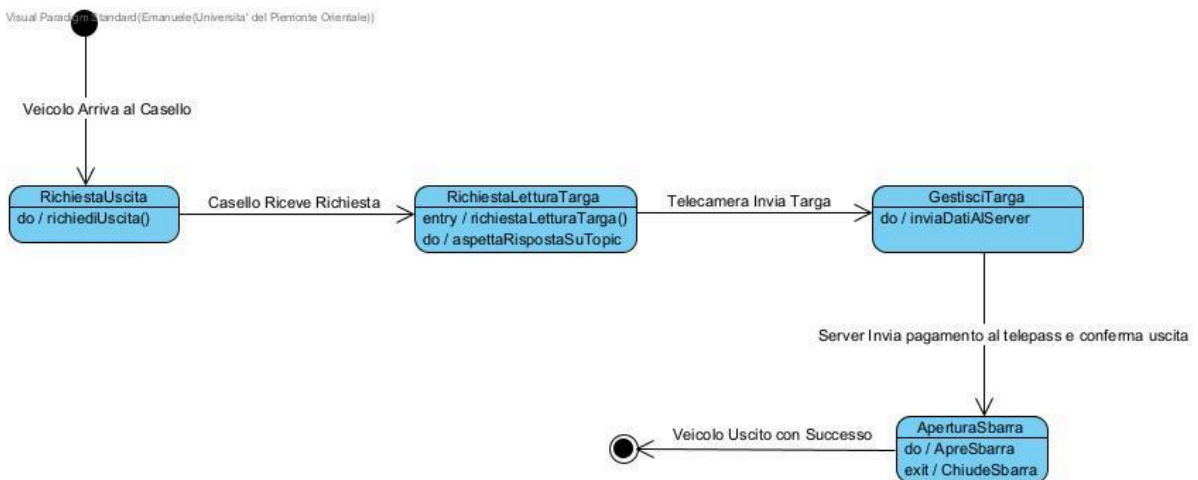 Visual Paradigm Standard(Emanuele(Universita' del Piemonte Orientale))
Veicolo Arriva al Casello
RichiestaUscita
do / richiediUscita()
Casello Riceve Richiesta
RichiestaLetturaTarga
entry / richiestaLetturaTarga()
do / aspettaRispostaSuTopic
Telecamera Invia Targa
GestisciTarga
do / inviaDatiAlServer
Server Invia pagamento al telepass e conferma uscita
AperturaSbarra
do / ApreSbarra
exit / ChiudeSbarra
Veicolo Uscito con Successo